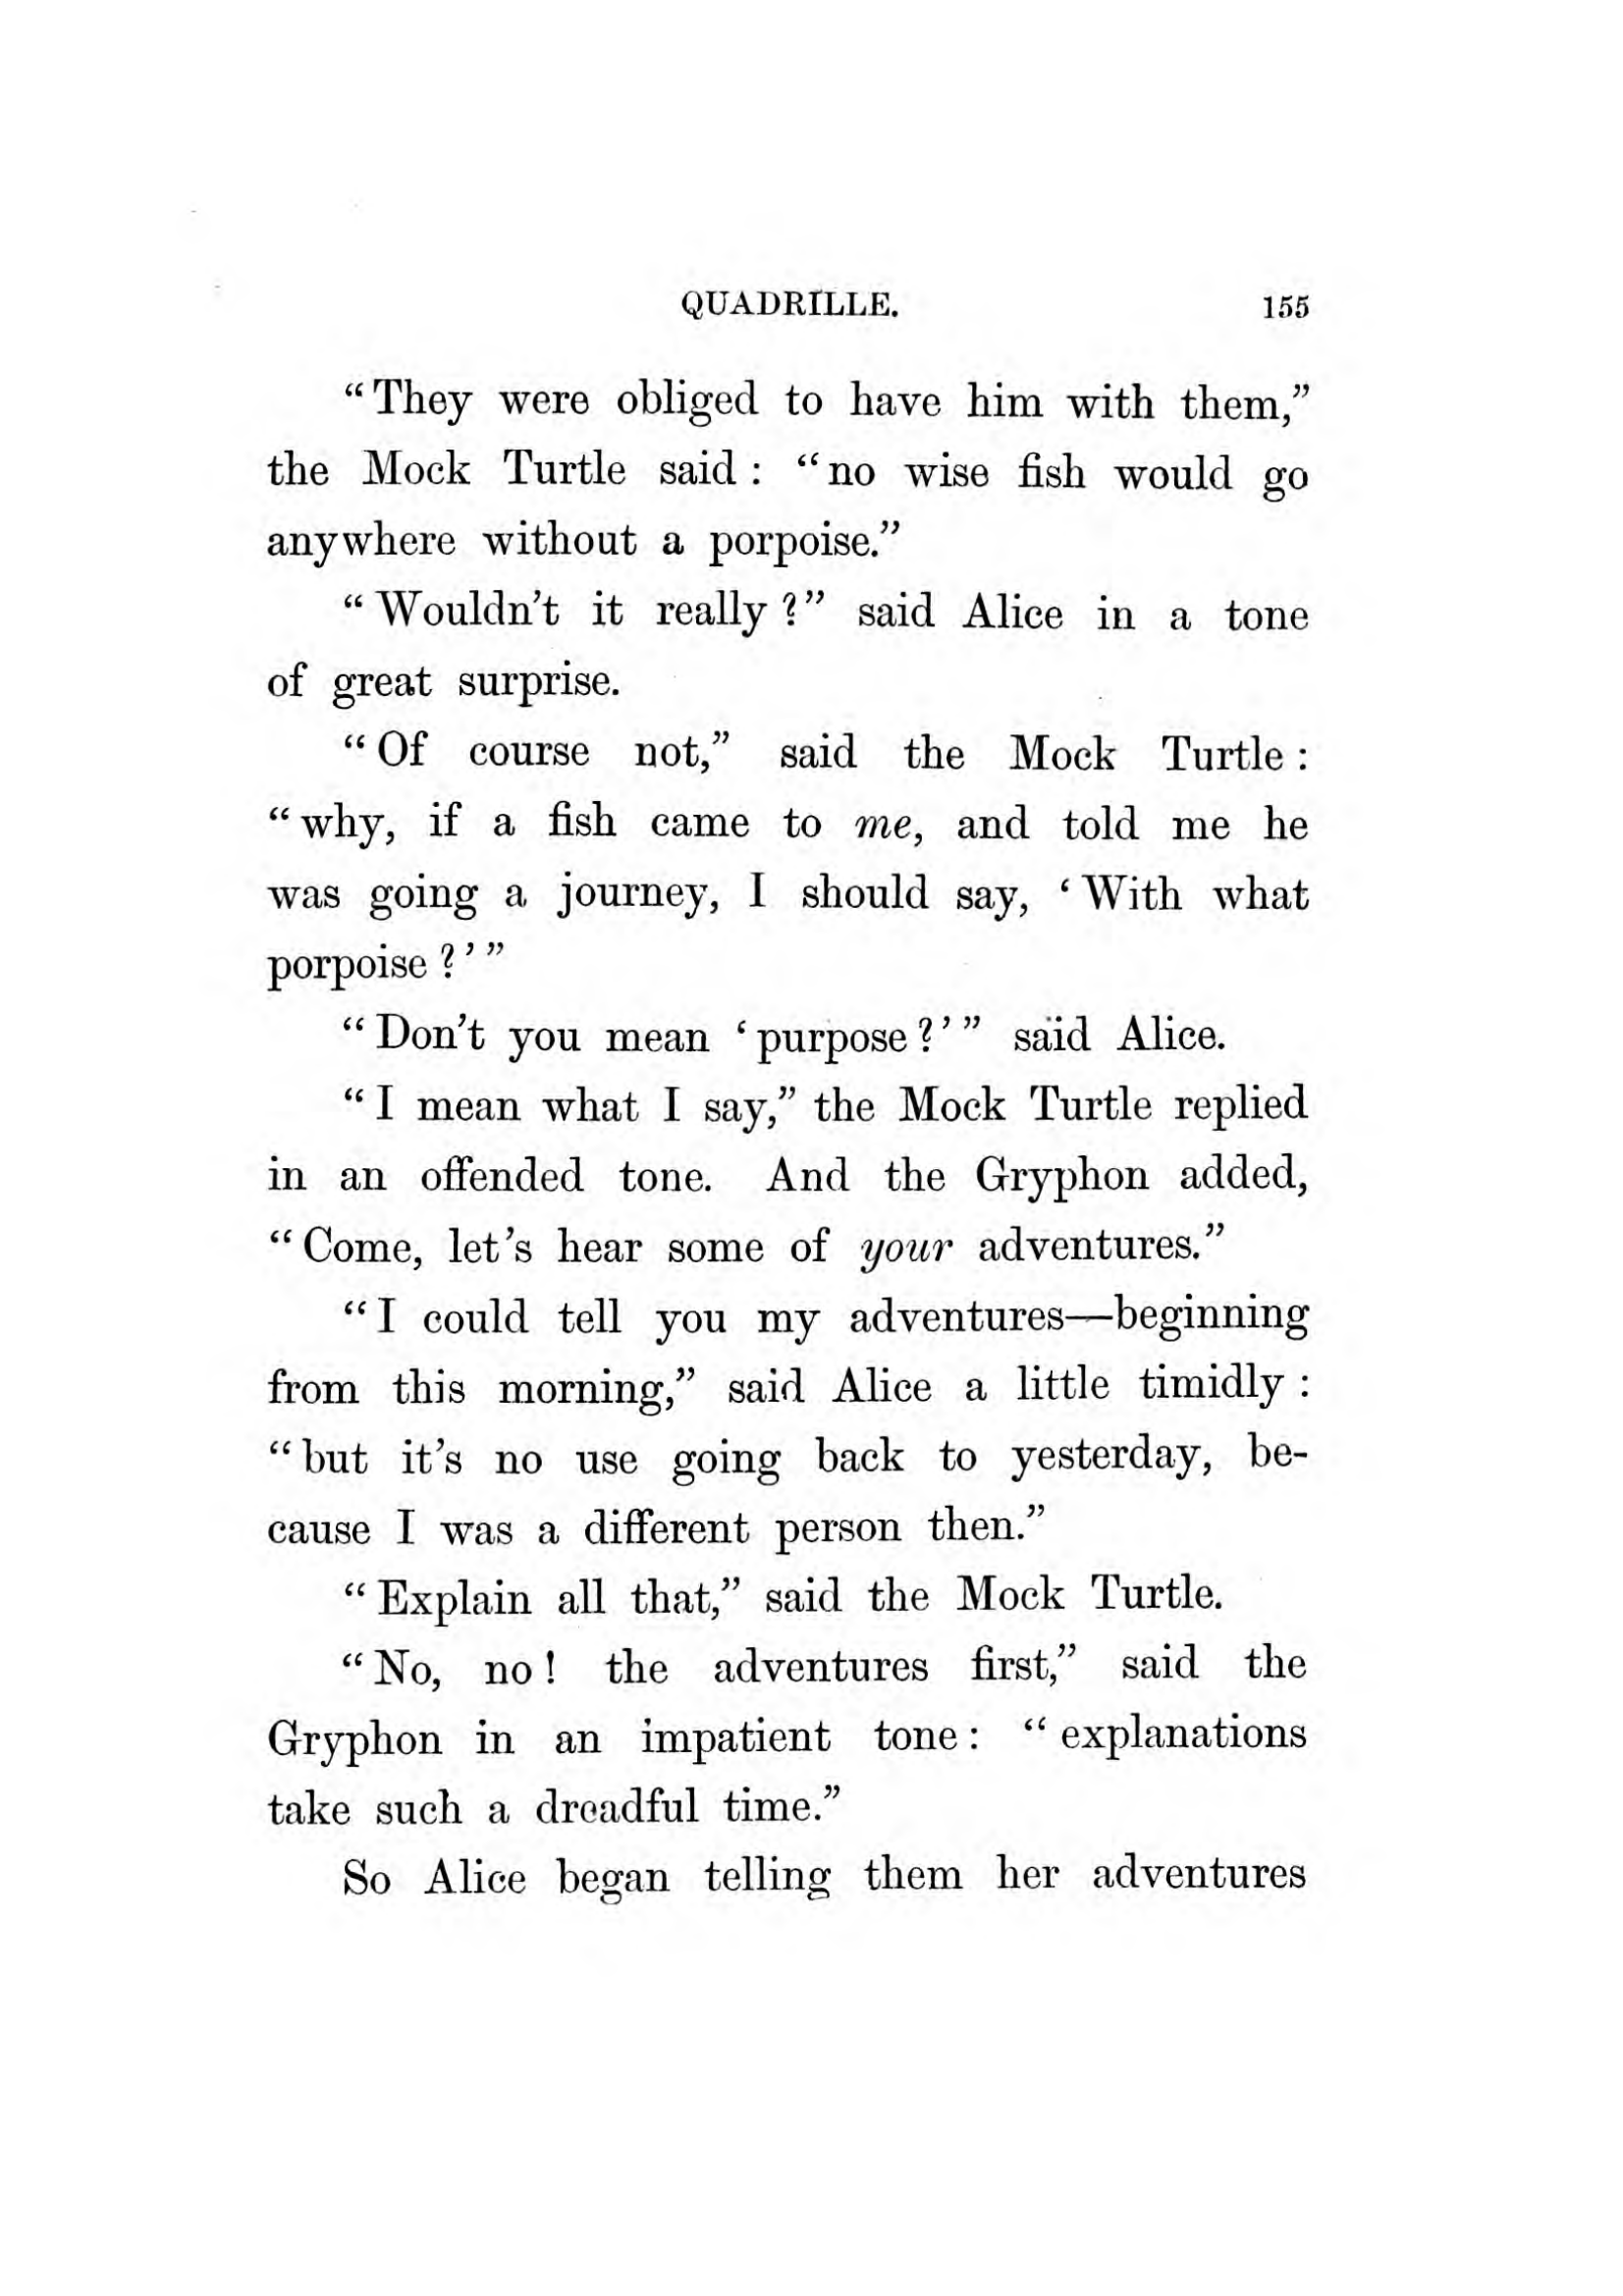 QUADRILLE. 155
“They were obliged to have him with them,”
the Mock Turtle said: “no wise fish would go
anywhere without a porpoise.”
“Wouldn’t it really?” said Alice in a tone
of great surprise.
“Of course not,” said the Mock Turtle:
“why, if a fish came to me, and told me he
was going a journey, I should say, ‘With what
porpoise?’”
“Don’t you mean ‘purpose?’” said Alice.
“I mean what I say,” the Mock Turtle replied
in an offended tone. And the Gryphon added,
“Come, let’s hear some of your adventures.”
“I could tell you my adventures—beginning
from this morning,” said Alice a little timidly:
“but it’s no use going back to yesterday, be-
cause I was a different person then.”
“Explain all that,” said the Mock Turtle.
“No, no! the adventures first,” said the
Gryphon in an impatient tone: “explanations
take such a dreadful time.”
So Alice began telling them her adventures